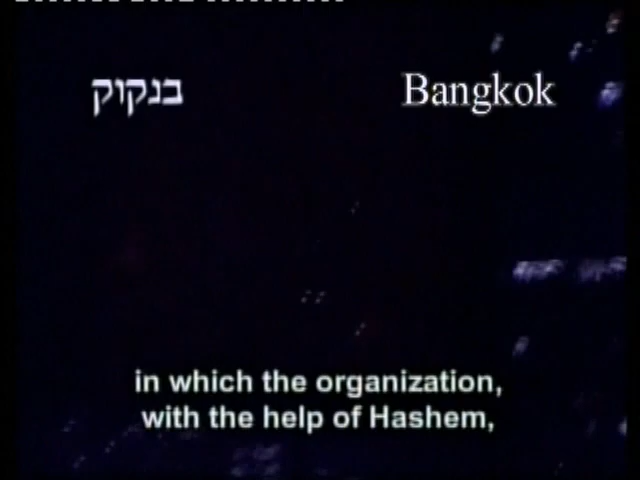 בנקוק
Bangkok
in which the organization,
with the help of Hashem,